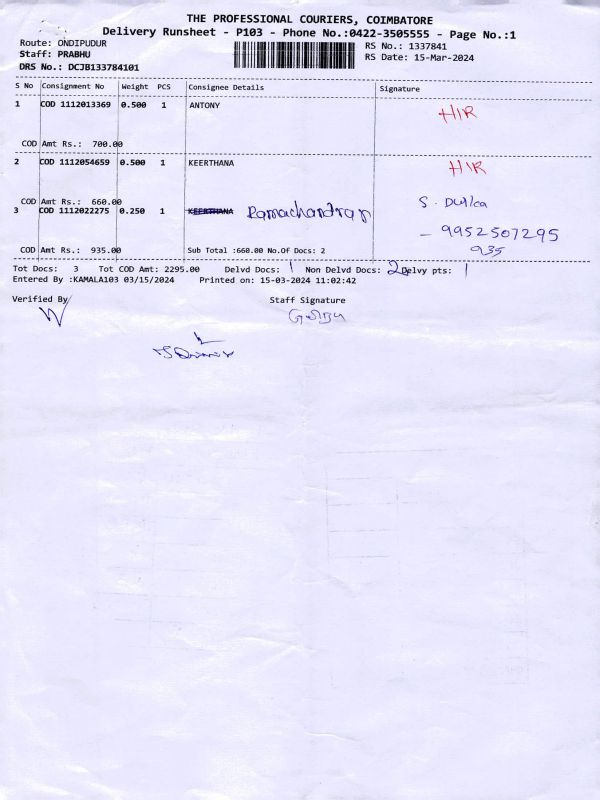 THE PROFESSIONAL COURIERS, COIMBATORE
Delivery Runsheet - P103 - Phone No.:0422-3505555 - Page No.:1
Route: ONDIPUDUR RS No.: 1337841
Staff: PRABHU RS Date: 15-Mar-2024
DRS No.: DCJB133784101
S No Consignment No Weight PCS Consignee Details Signature
1 COD 1112013369 0.500 1 ANTONY HIR
COD Amt Rs.: 700.00
2 COD 1112054659 0.500 1 KEERTHANA HIR
COD Amt Rs.: 660.00
3 COD 1112022275 0.250 1 KEERTHANA Ramachandran
- 9952507295
935
COD Amt Rs.: 935.00 Sub Total :660.00 No.Of Docs: 2
Tot Docs: 3 Tot COD Amt: 2295.00 Delvd Docs: 1 Non Delvd Docs: 2 Delvy pts: 1
Entered By :KAMALA103 03/15/2024 Printed on: 15-03-2024 11:02:42
Verified By Staff Signature